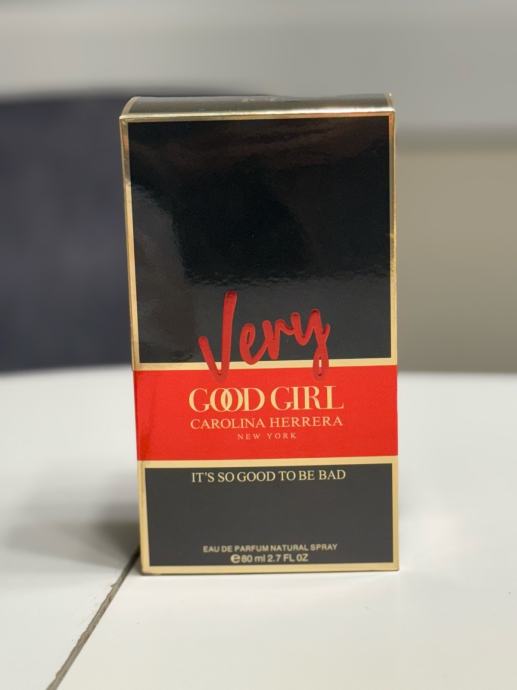 Very
GOOD GIRL
CAROLINA HERRERA
NEW YORK
IT'S SO GOOD TO BE BAD
EAU DE PARFUM NATURAL SPRAY
℮80 ml 2.7 FL 0Z